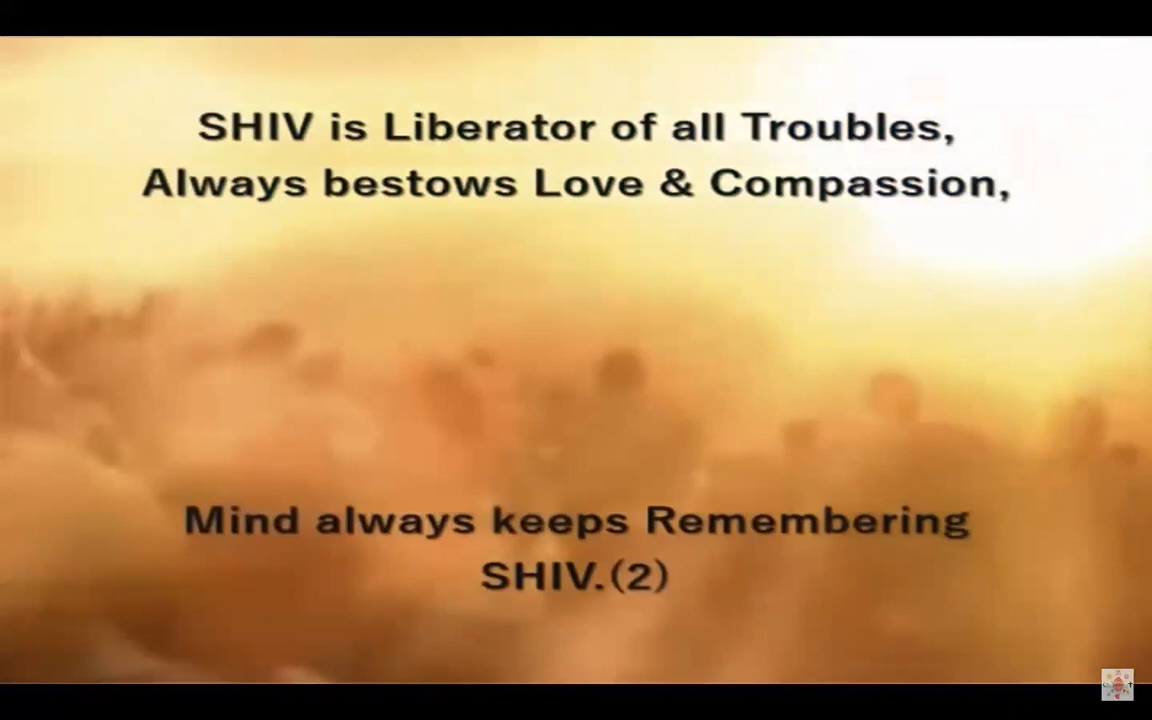 SHIV is Liberator of all Troubles,
Always bestows Love & Compassion,
Mind always keeps Remembering
SHIV.(2)